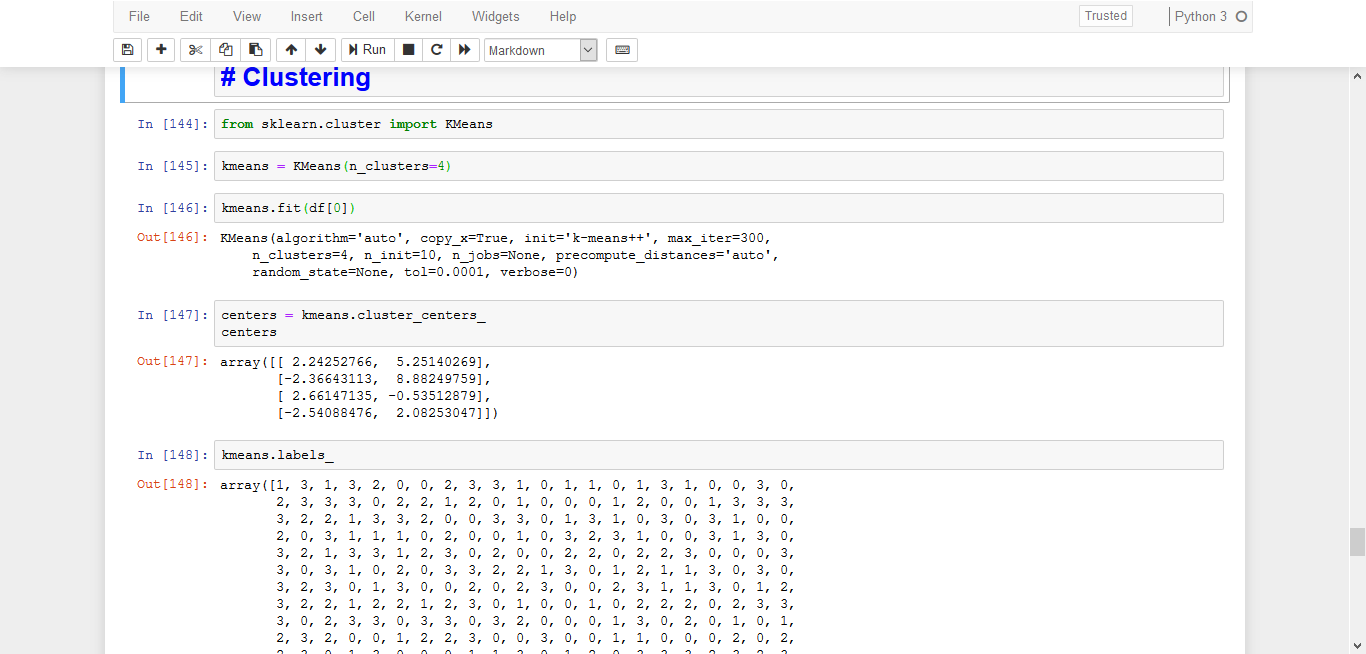 File Edit View Insert Cell Kernel Widgets Help Trusted Python 3
Run Markdown
# Clustering
In [144]: from sklearn.cluster import KMeans
In [145]: kmeans = KMeans(n_clusters=4)
In [146]: kmeans.fit(df[0])
Out[146]: KMeans(algorithm='auto', copy_x=True, init='k-means++', max_iter=300,
n_clusters=4, n_init=10, n_jobs=None, precompute_distances='auto',
random_state=None, tol=0.0001, verbose=0)
In [147]: centers = kmeans.cluster_centers_
centers
Out[147]: array([[ 2.24252766, 5.25140269],
[-2.36643113, 8.88249759],
[ 2.66147135, -0.53512879],
[-2.54088476, 2.08253047]])
In [148]: kmeans.labels_
Out[148]: array([1, 3, 1, 3, 2, 0, 0, 2, 3, 3, 1, 0, 1, 1, 0, 1, 3, 1, 0, 0, 3, 0,
2, 3, 3, 3, 0, 2, 2, 1, 2, 0, 1, 0, 0, 0, 1, 2, 0, 0, 1, 3, 3, 3,
3, 2, 2, 1, 3, 3, 2, 0, 0, 3, 3, 0, 1, 3, 1, 0, 3, 0, 3, 1, 0, 0,
2, 0, 3, 1, 1, 1, 0, 2, 0, 0, 1, 0, 3, 2, 3, 1, 0, 0, 3, 1, 3, 0,
3, 2, 1, 3, 3, 1, 2, 3, 0, 2, 0, 0, 2, 2, 0, 2, 2, 3, 0, 0, 0, 3,
3, 0, 3, 1, 0, 2, 0, 3, 3, 2, 2, 1, 3, 0, 1, 2, 1, 1, 3, 0, 3, 0,
3, 2, 3, 0, 1, 3, 0, 0, 2, 0, 2, 3, 0, 0, 2, 3, 1, 1, 3, 0, 1, 2,
3, 2, 2, 1, 2, 2, 1, 2, 3, 0, 1, 0, 0, 1, 0, 2, 2, 2, 0, 2, 3, 3,
3, 0, 2, 3, 3, 0, 3, 3, 0, 3, 2, 0, 0, 0, 1, 3, 0, 2, 0, 1, 0, 1,
2, 3, 2, 0, 0, 1, 2, 2, 3, 0, 0, 3, 0, 0, 1, 1, 0, 0, 0, 2, 0, 2,